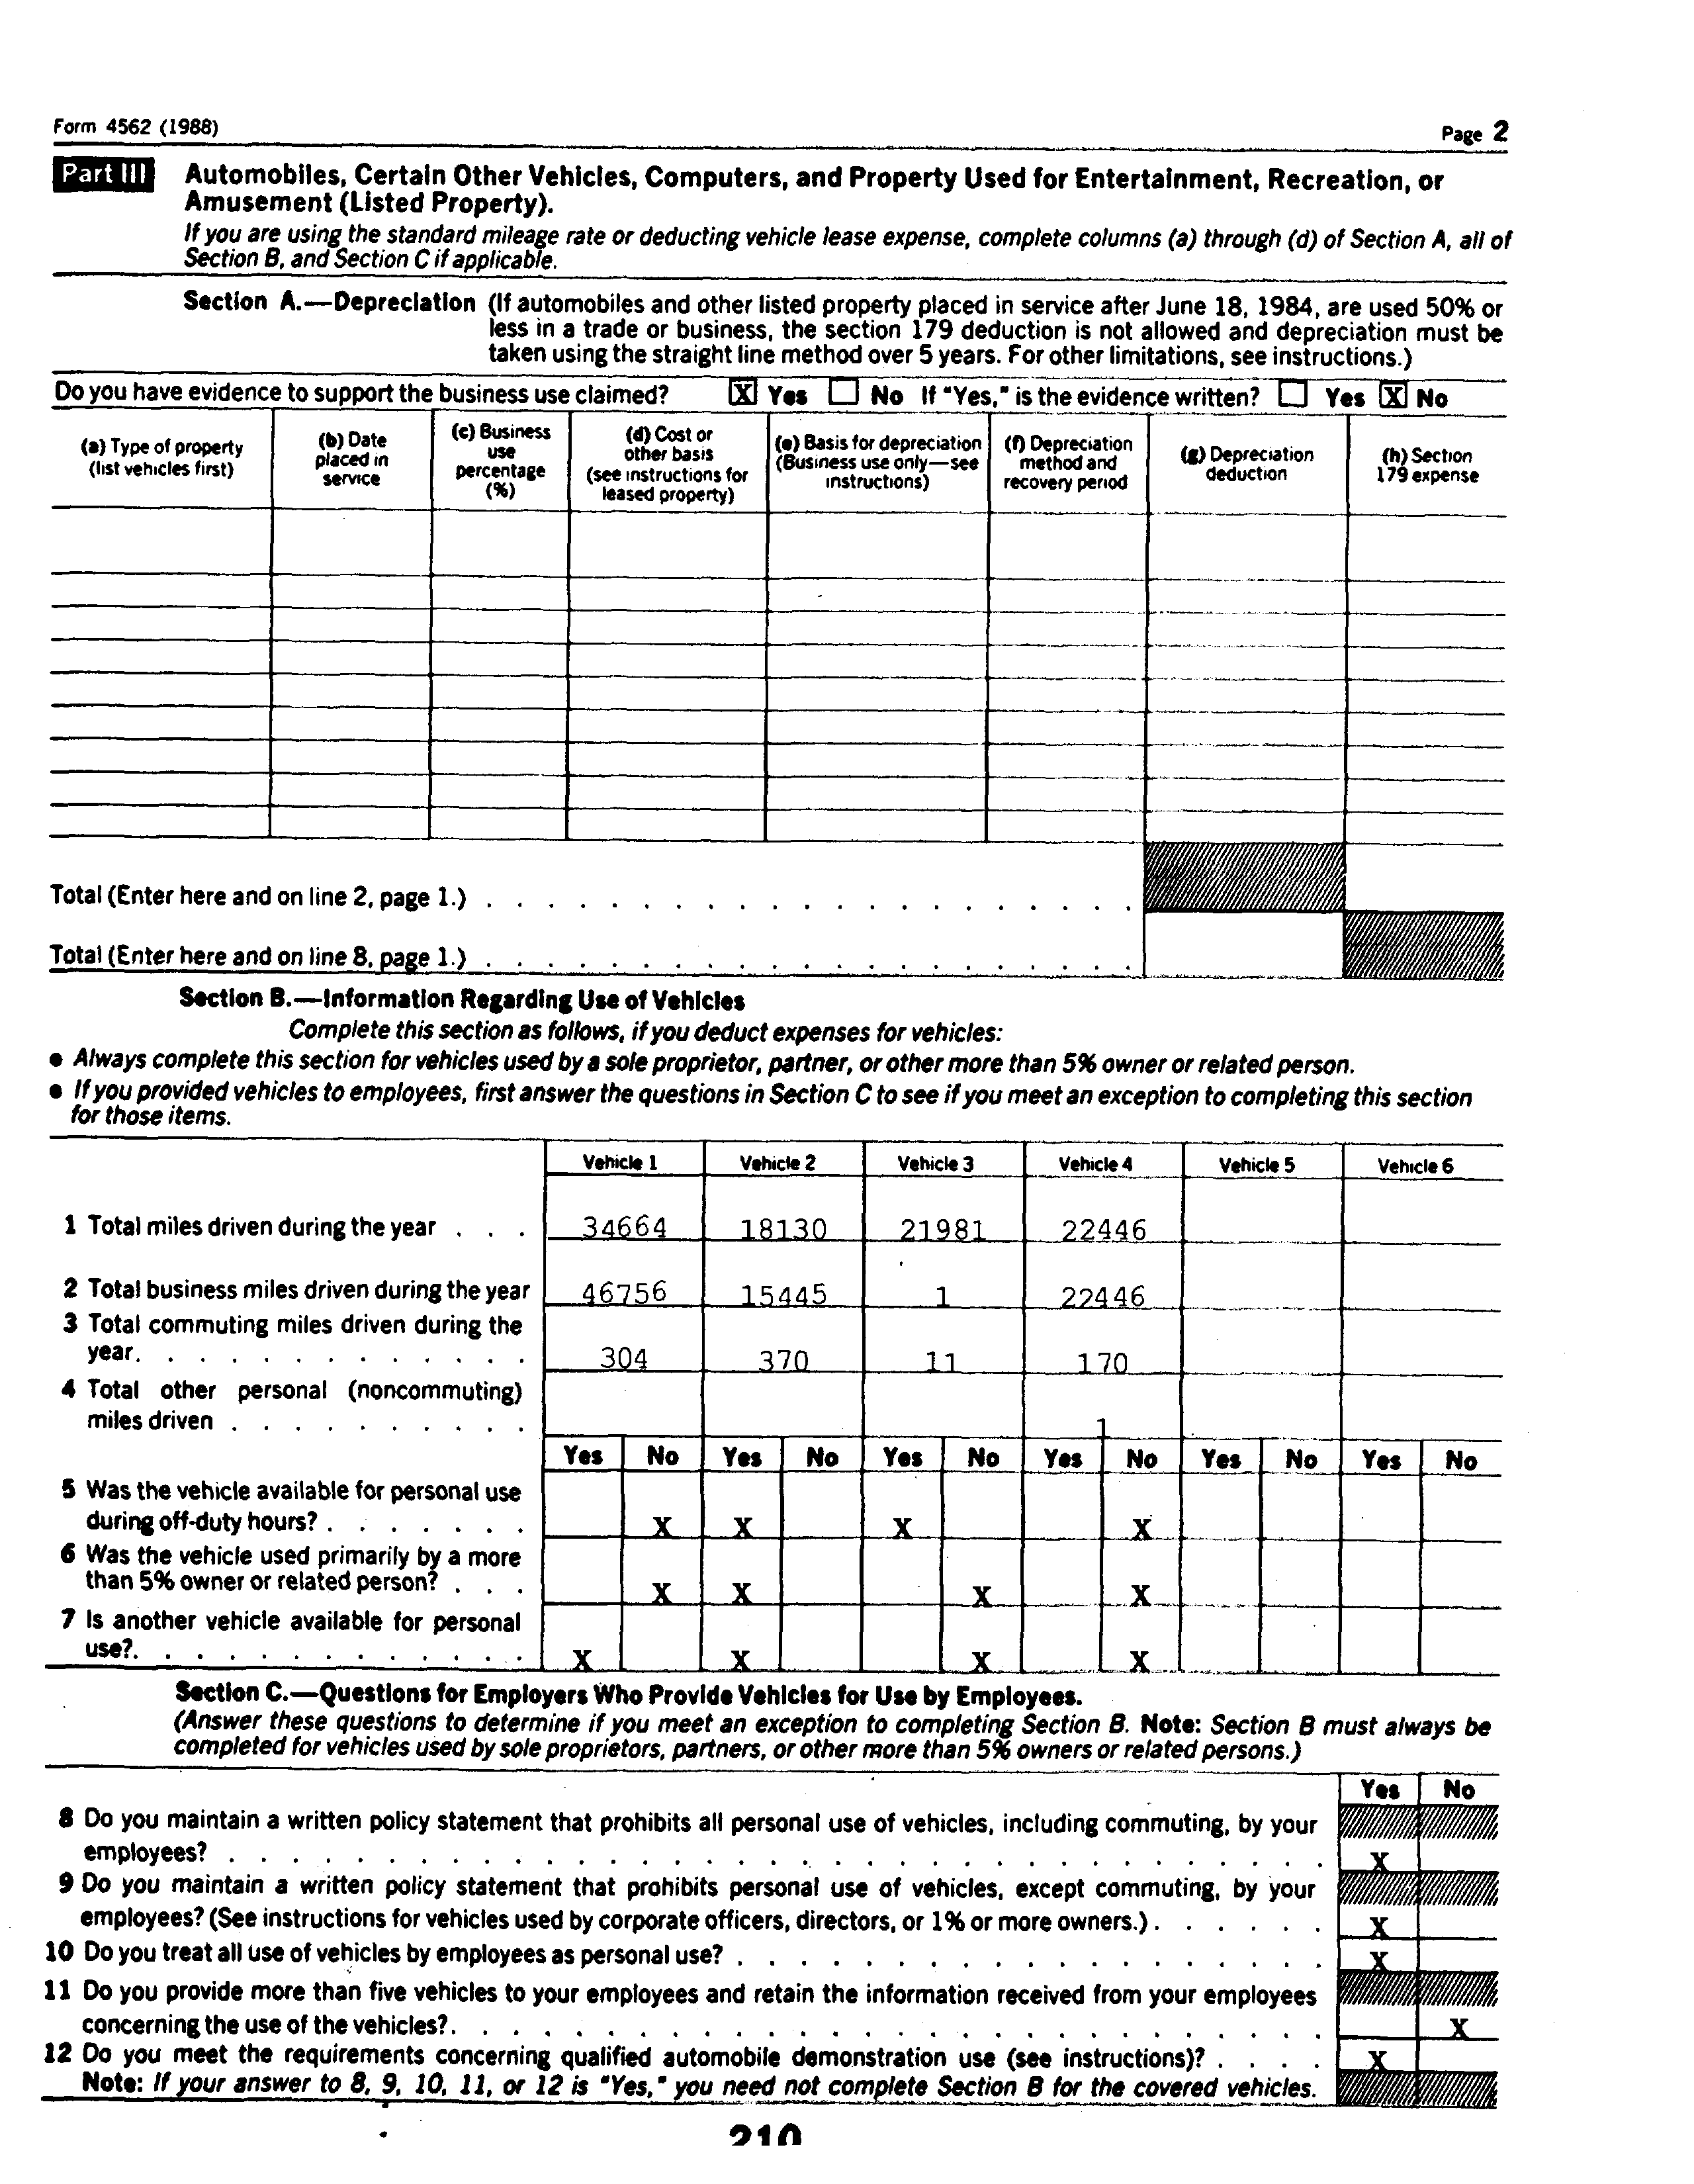 Form 4562 (1988)
Page 2
Part III Automobiles, Certain Other Vehicles, Computers, and Property Used for Entertainment, Recreation, or
Amusement (Listed Property).
If you are using the standard mileage rate or deducting vehicle lease expense, complete columns (a) through (d) of Section A, all of
Section B, and Section C if applicable.
Section A.—Depreciation (If automobiles and other listed property placed in service after June 18, 1984, are used 50% or
less in a trade or business, the section 179 deduction is not allowed and depreciation must be
taken using the straight line method over 5 years. For other limitations, see instructions.)
Do you have evidence to support the business use claimed? X Yes No If "Yes," is the evidence written? Yes X No
(a) Type of property
(list vehicles first)
(b) Date
placed in
service
(c) Business
use
percentage
(%)
(d) Cost or
other basis
(see instructions for
leased property)
(e) Basis for depreciation
(Business use only—see
instructions)
(f) Depreciation
method and
recovery period
(g) Depreciation
deduction
(h) Section
179 expense
Total (Enter here and on line 2, page 1.) . . . . . . . . . . . . . . . . . . . . .
Total (Enter here and on line 8, page 1.) . . . . . . . . . . . . . . . . . . . . .
Section B.—Information Regarding Use of Vehicles
Complete this section as follows, if you deduct expenses for vehicles:
● Always complete this section for vehicles used by a sole proprietor, partner, or other more than 5% owner or related person.
● If you provided vehicles to employees, first answer the questions in Section C to see if you meet an exception to completing this section
for those items.
Vehicle 1 Vehicle 2 Vehicle 3 Vehicle 4 Vehicle 5 Vehicle 6
1 Total miles driven during the year . . . 34664 18130 21981 22446
2 Total business miles driven during the year 46756 15445 1 22446
3 Total commuting miles driven during the
year. . . . . . . . . . . . . 304 370 11 170
4 Total other personal (noncommuting)
miles driven . . . . . . . . . . 1
Yes No Yes No Yes No Yes No Yes No Yes No
5 Was the vehicle available for personal use
during off-duty hours? . . . . . . . X X X X
6 Was the vehicle used primarily by a more
than 5% owner or related person? . . . X X X X
7 Is another vehicle available for personal
use?. . . . . . . . . . . . . X X X X
Section C.—Questions for Employers Who Provide Vehicles for Use by Employees.
(Answer these questions to determine if you meet an exception to completing Section B. Note: Section B must always be
completed for vehicles used by sole proprietors, partners, or other more than 5% owners or related persons.)
Yes No
8 Do you maintain a written policy statement that prohibits all personal use of vehicles, including commuting, by your
employees? . . . . . . . . . . . . . . . . . . . . . . . . . . . . . . . . . . . X
9 Do you maintain a written policy statement that prohibits personal use of vehicles, except commuting, by your
employees? (See instructions for vehicles used by corporate officers, directors, or 1% or more owners.) . . . . . . X
10 Do you treat all use of vehicles by employees as personal use? . . . . . . . . . . . . . . . . . . . X
11 Do you provide more than five vehicles to your employees and retain the information received from your employees
concerning the use of the vehicles?. . . . . . . . . . . . . . . . . . . . . . . . . . . . X
12 Do you meet the requirements concerning qualified automobile demonstration use (see instructions)? . . . . X
Note: If your answer to 8, 9, 10, 11, or 12 is "Yes," you need not complete Section B for the covered vehicles.
210